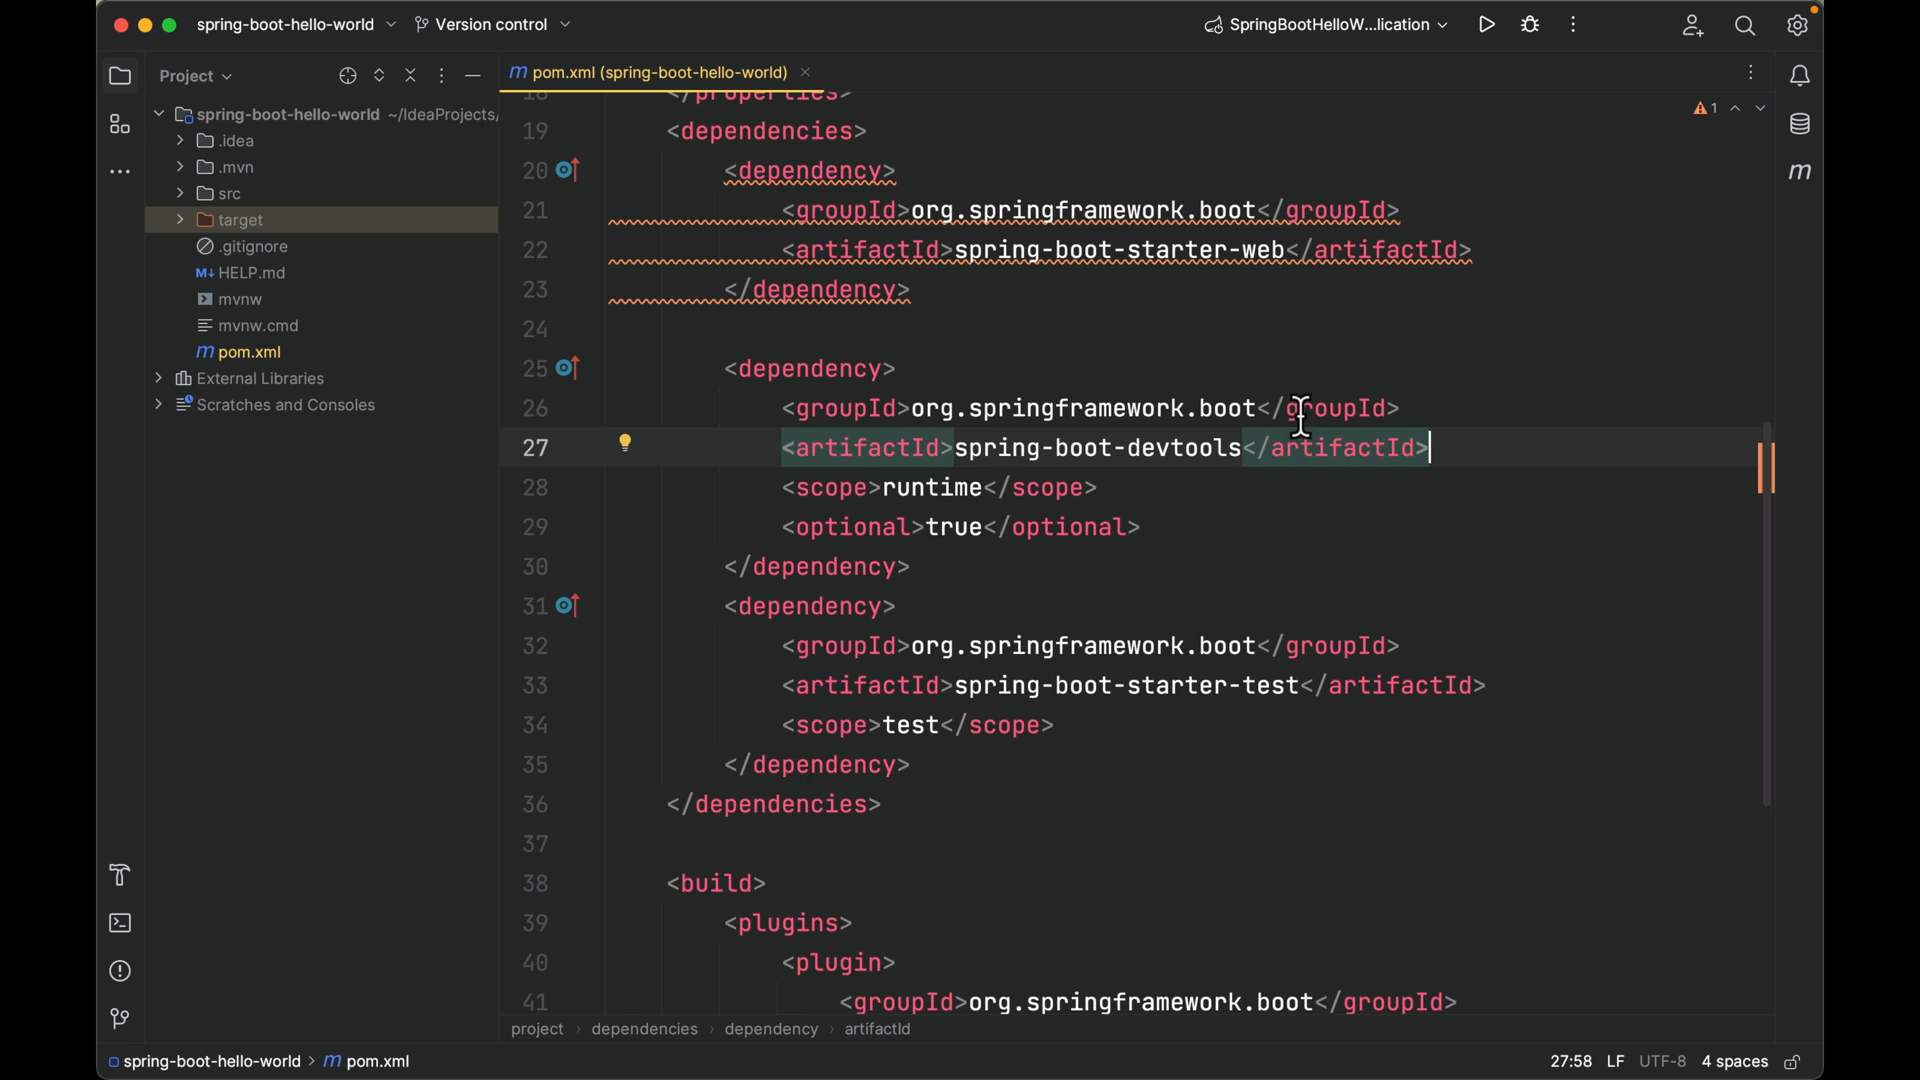 spring-boot-hello-world Version control SpringBootHelloW...lication
Project
m pom.xml (spring-boot-hello-world)
spring-boot-hello-world ~/IdeaProjects/
.idea
.mvn
src
target
.gitignore
M↓ HELP.md
mvnw
mvnw.cmd
m pom.xml
External Libraries
Scratches and Consoles
1
m
18 </properties>
19 <dependencies>
20 <dependency>
21 <groupId>org.springframework.boot</groupId>
22 <artifactId>spring-boot-starter-web</artifactId>
23 </dependency>
24
25 <dependency>
26 <groupId>org.springframework.boot</groupId>
27 <artifactId>spring-boot-devtools</artifactId>
28 <scope>runtime</scope>
29 <optional>true</optional>
30 </dependency>
31 <dependency>
32 <groupId>org.springframework.boot</groupId>
33 <artifactId>spring-boot-starter-test</artifactId>
34 <scope>test</scope>
35 </dependency>
36 </dependencies>
37
38 <build>
39 <plugins>
40 <plugin>
41 <groupId>org.springframework.boot</groupId>
project › dependencies › dependency › artifactId
spring-boot-hello-world › m pom.xml 27:58 LF UTF-8 4 spaces